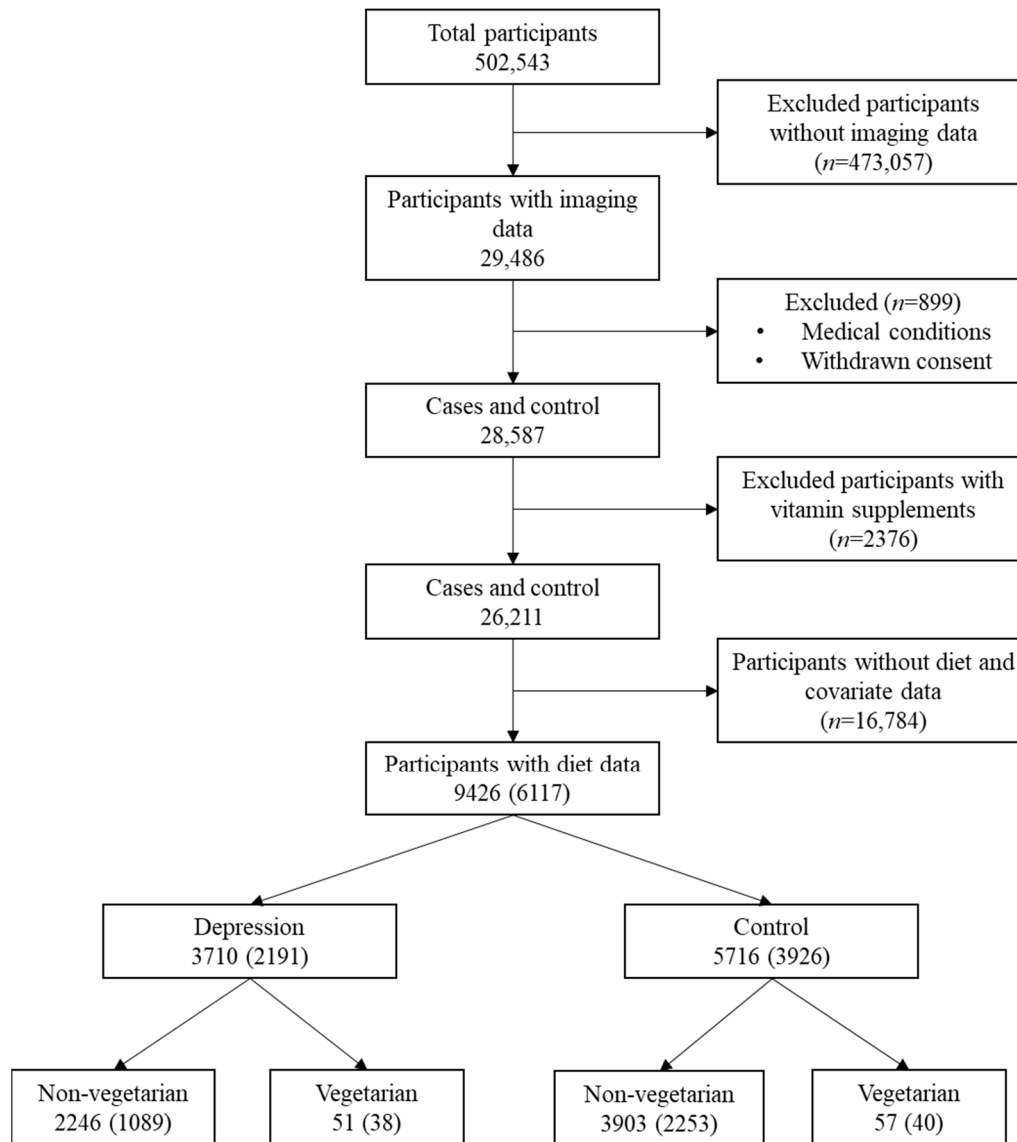 Total participants
502,543
Excluded participants
without imaging data
(n=473,057)
Participants with imaging
data
29,486
Excluded (n=899)
• Medical conditions
• Withdrawn consent
Cases and control
28,587
Excluded participants with
vitamin supplements
(n=2376)
Cases and control
26,211
Participants without diet and
covariate data
(n=16,784)
Participants with diet data
9426 (6117)
Depression
3710 (2191)
Control
5716 (3926)
Non-vegetarian
2246 (1089)
Vegetarian
51 (38)
Non-vegetarian
3903 (2253)
Vegetarian
57 (40)